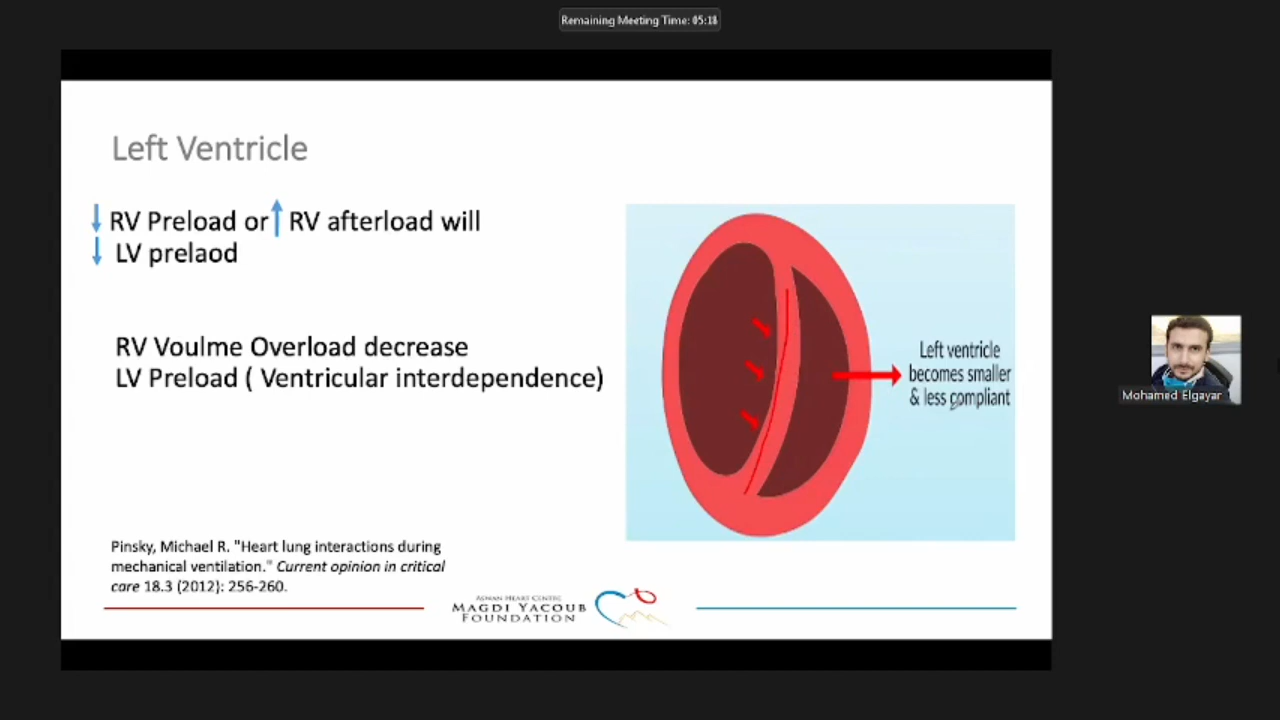 Remaining Meeting Time: 05:18
Left Ventricle
↓ RV Preload or ↑ RV afterload will
↓ LV prelaod
RV Voulme Overload decrease
LV Preload ( Ventricular interdependence)
Left ventricle
becomes smaller
& less compliant
Mohamed Elgayar
Pinsky, Michael R. "Heart lung interactions during
mechanical ventilation." Current opinion in critical
care 18.3 (2012): 256-260.
ASWAN HEART CENTRE
MAGDI YACOUB
FOUNDATION